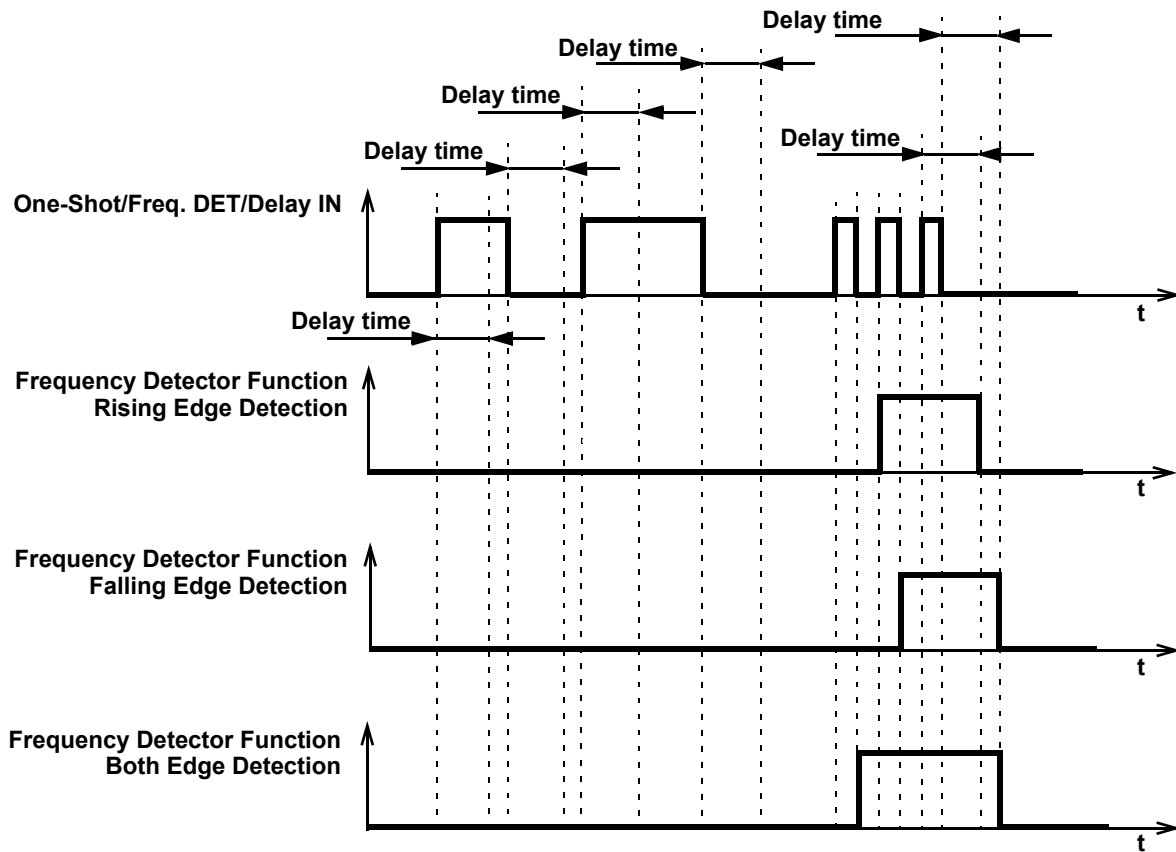 Delay time
Delay time
Delay time
Delay time
Delay time
One-Shot/Freq. DET/Delay IN
t
Delay time
Frequency Detector Function
Rising Edge Detection
t
Frequency Detector Function
Falling Edge Detection
t
Frequency Detector Function
Both Edge Detection
t